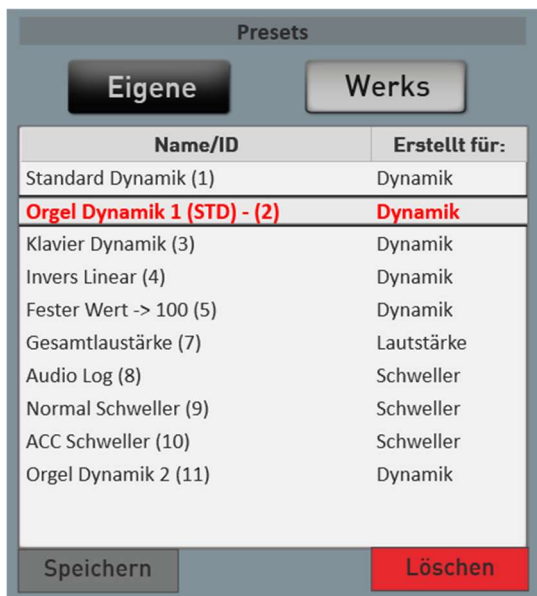 Presets
Eigene Werks
Name/ID Erstellt für:
Standard Dynamik (1) Dynamik
Orgel Dynamik 1 (STD) - (2) Dynamik
Klavier Dynamik (3) Dynamik
Invers Linear (4) Dynamik
Fester Wert -> 100 (5) Dynamik
Gesamtlaustärke (7) Lautstärke
Audio Log (8) Schweller
Normal Schweller (9) Schweller
ACC Schweller (10) Schweller
Orgel Dynamik 2 (11) Dynamik
Speichern Löschen